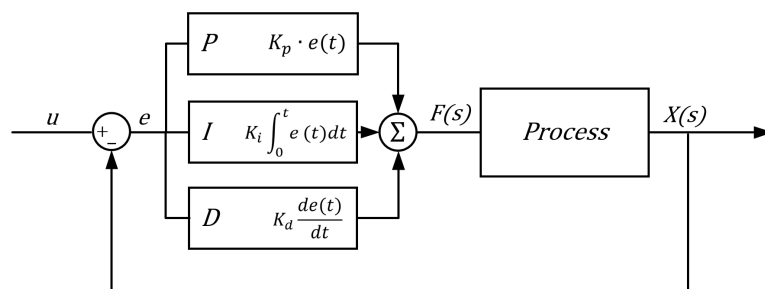 P K_p · e(t)
u
+
−
e
I K_i ∫_0^t e (t)dt
Σ
F(s)
Process
X(s)
D K_d de(t)/dt